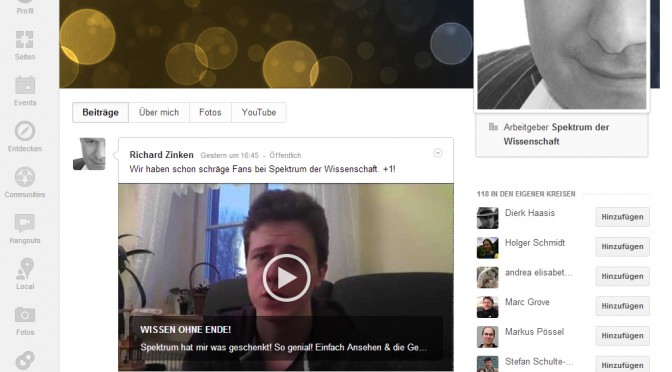 Profil
Seiten
Events
Entdecken
Communities
Hangouts
Local
Fotos
Beiträge
Über mich
Fotos
YouTube
Richard Zinken Gestern um 16:45 - Öffentlich
Wir haben schon schräge Fans bei Spektrum der Wissenschaft. +1!
WISSEN OHNE ENDE!
Spektrum hat mir was geschenkt! So genial! Einfach Ansehen & die Ge...
Arbeitgeber Spektrum der
Wissenschaft
118 IN DEN EIGENEN KREISEN
Dierk Haasis
Hinzufügen
Holger Schmidt
Hinzufügen
andrea elisabet...
Hinzufügen
Marc Grove
Hinzufügen
Markus Pössel
Hinzufügen
Stefan Schulte-...
Hinzufügen